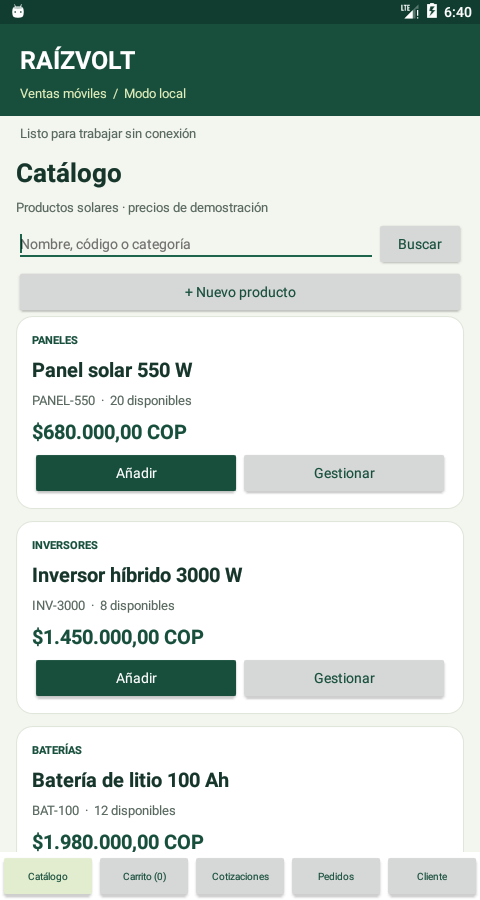 LTE 6:40
RAÍZVOLT
Ventas móviles / Modo local
Listo para trabajar sin conexión
Catálogo
Productos solares · precios de demostración
Nombre, código o categoría
Buscar
+ Nuevo producto
PANELES
Panel solar 550 W
PANEL-550 · 20 disponibles
$680.000,00 COP
Añadir
Gestionar
INVERSORES
Inversor híbrido 3000 W
INV-3000 · 8 disponibles
$1.450.000,00 COP
Añadir
Gestionar
BATERÍAS
Batería de litio 100 Ah
BAT-100 · 12 disponibles
$1.980.000,00 COP
Catálogo
Carrito (0)
Cotizaciones
Pedidos
Cliente